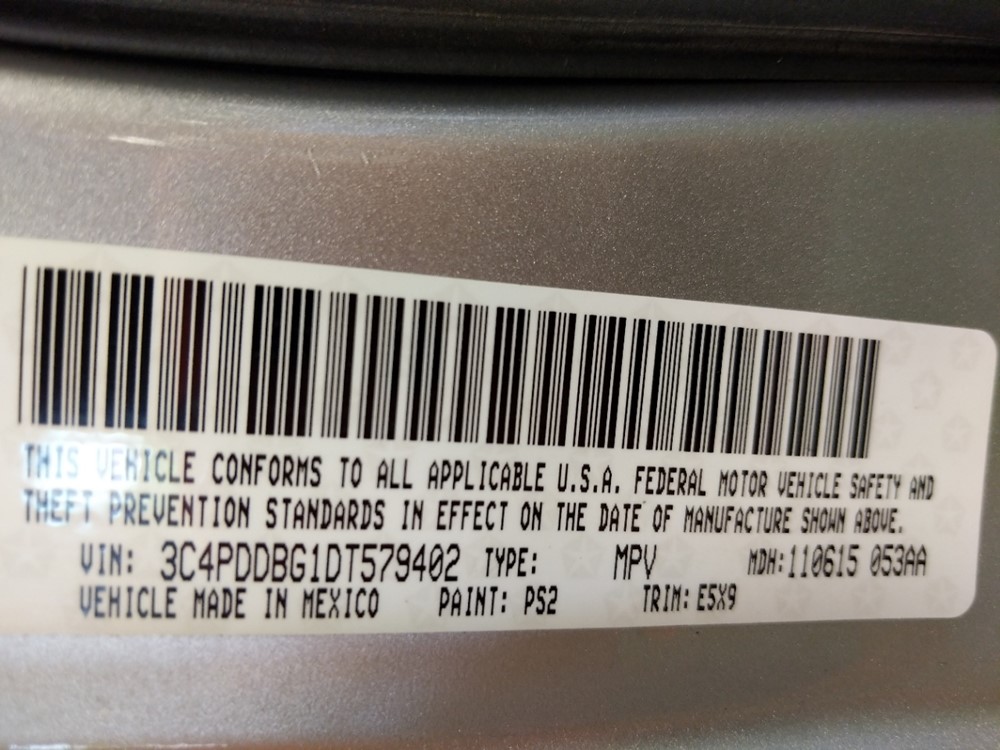 THIS VEHICLE CONFORMS TO ALL APPLICABLE U.S.A. FEDERAL MOTOR VEHICLE SAFETY AND
THEFT PREVENTION STANDARDS IN EFFECT ON THE DATE OF MANUFACTURE SHOWN ABOVE.
VIN: 3C4PDDBG1DT579402 TYPE: MPV MDH:110615 053AA
VEHICLE MADE IN MEXICO PAINT: PS2 TRIM: E5X9